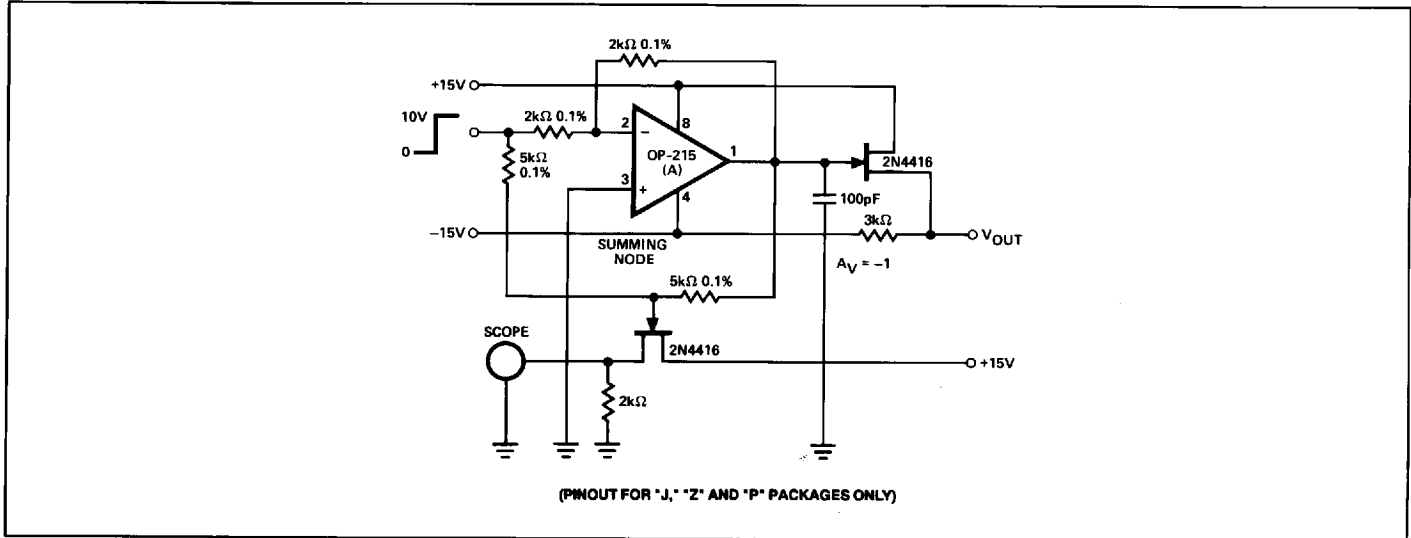 2kΩ 0.1%
+15V
10V
0
2kΩ 0.1%
2
−
8
OP-215
(A)
1
2N4416
5kΩ
0.1%
3
+
4
100pF
3kΩ
−15V
VOUT
SUMMING
NODE
AV = −1
5kΩ 0.1%
SCOPE
2N4416
+15V
2kΩ
(PINOUT FOR "J," "Z" AND "P" PACKAGES ONLY)